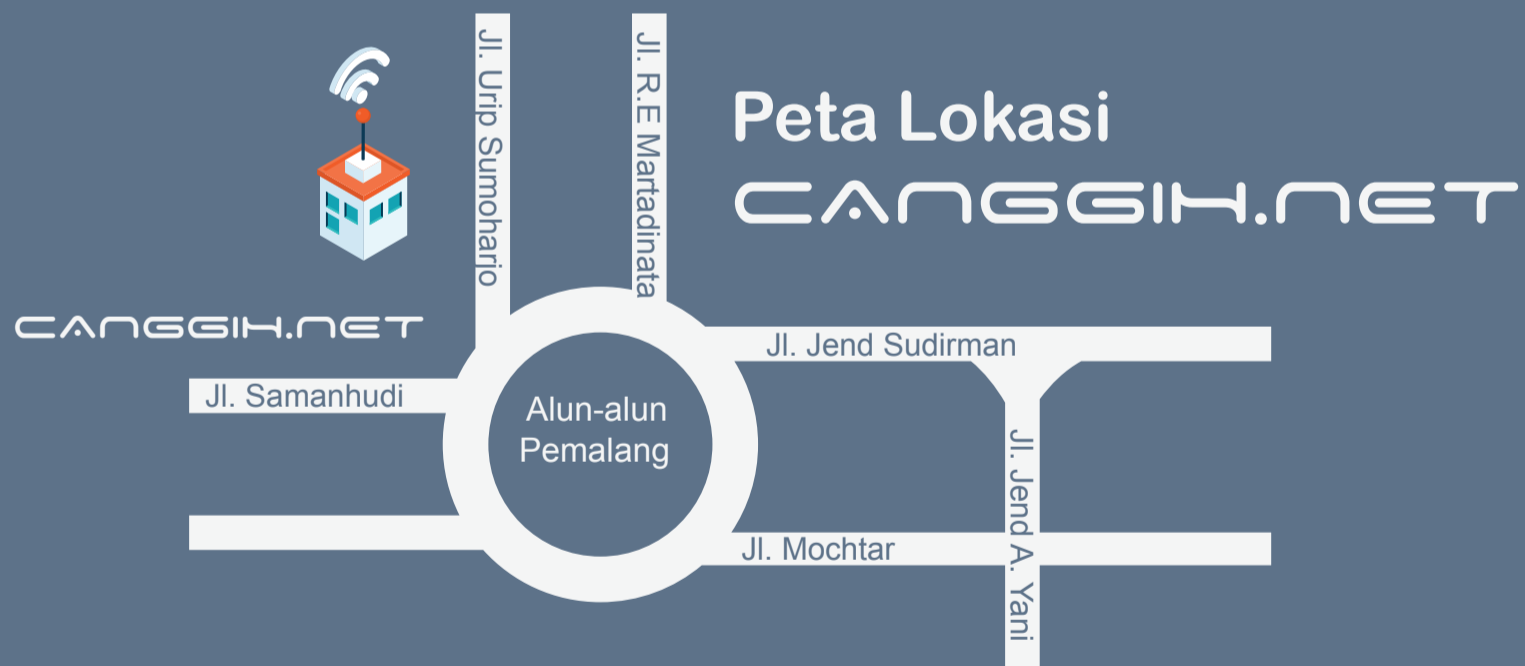 Peta Lokasi
CANGGIH.NET
Jl. Urip Sumoharjo
Jl. R.E Martadinata
CANGGIH.NET
Jl. Jend Sudirman
Jl. Samanhudi
Alun-alun
Pemalang
Jl. Jend A. Yani
Jl. Mochtar